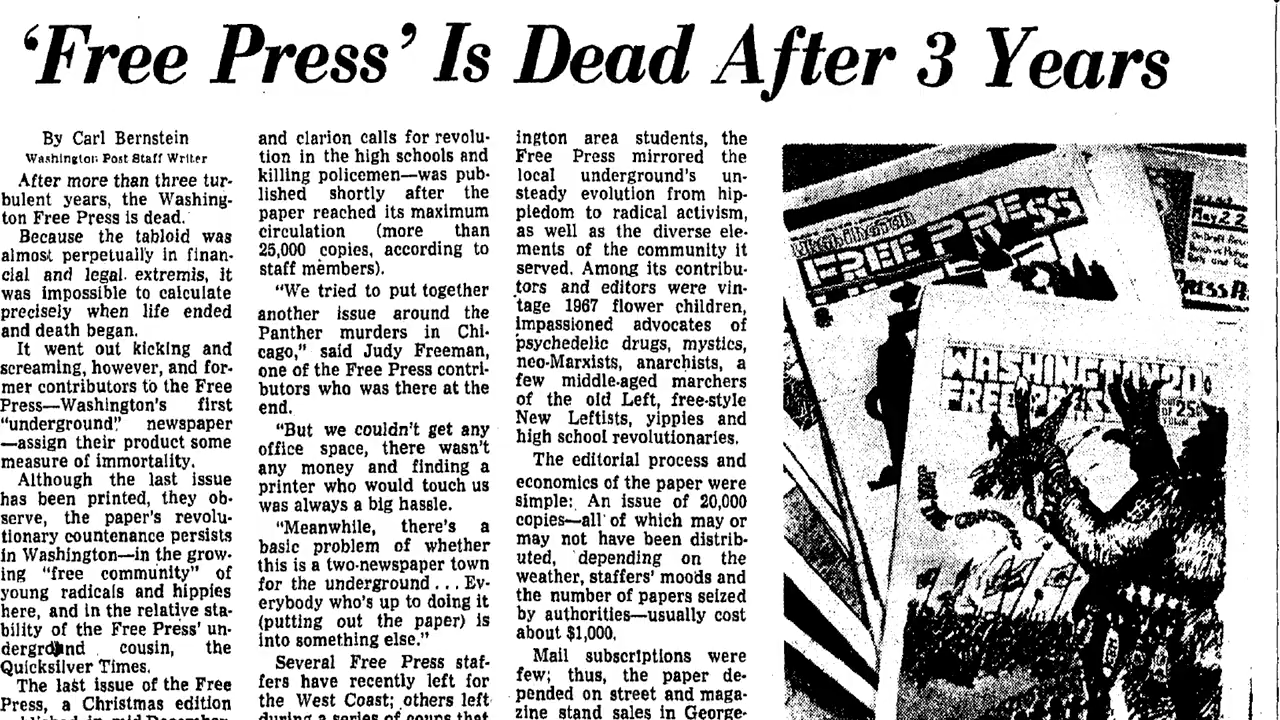 ‘Free Press’ Is Dead After 3 Years
By Carl Bernstein
Washington Post Staff Writer
After more than three tur-
bulent years, the Washing-
ton Free Press is dead.
Because the tabloid was
almost perpetually in finan-
cial and legal extremis, it
was impossible to calculate
precisely when life ended
and death began.
It went out kicking and
screaming, however, and for-
mer contributors to the Free
Press—Washington's first
"underground" newspaper
—assign their product some
measure of immortality.
Although the last issue
has been printed, they ob-
serve, the paper's revolu-
tionary countenance persists
in Washington—in the grow-
ing "free community" of
young radicals and hippies
here, and in the relative sta-
bility of the Free Press' un-
derground cousin, the
Quicksilver Times.
The last issue of the Free
Press, a Christmas edition
published in mid-December
and clarion calls for revolu-
tion in the high schools and
killing policemen—was pub-
lished shortly after the
paper reached its maximum
circulation (more than
25,000 copies, according to
staff members).
"We tried to put together
another issue around the
Panther murders in Chi-
cago," said Judy Freeman,
one of the Free Press contri-
butors who was there at the
end.
"But we couldn't get any
office space, there wasn't
any money and finding a
printer who would touch us
was always a big hassle.
"Meanwhile, there's a
basic problem of whether
this is a two-newspaper town
for the underground . . . Ev-
erybody who's up to doing it
(putting out the paper) is
into something else."
Several Free Press staf-
fers have recently left for
the West Coast; others left
during a series of coups that
ington area students, the
Free Press mirrored the
local underground's un-
steady evolution from hip-
pledom to radical activism,
as well as the diverse ele-
ments of the community it
served. Among its contribu-
tors and editors were vin-
tage 1967 flower children,
impassioned advocates of
psychedelic drugs, mystics,
neo-Marxists, anarchists, a
few middle-aged marchers
of the old Left, free-style
New Leftists, yippies and
high school revolutionaries.
The editorial process and
economics of the paper were
simple: An issue of 20,000
copies—all of which may or
may not have been distrib-
uted, depending on the
weather, staffers' moods and
the number of papers seized
by authorities—usually cost
about $1,000.
Mail subscriptions were
few; thus, the paper de-
pended on street and maga-
zine stand sales in George-
Washington
FREE PRESS
May 22
WASHINGTON 20¢
FREE PRESS
25¢